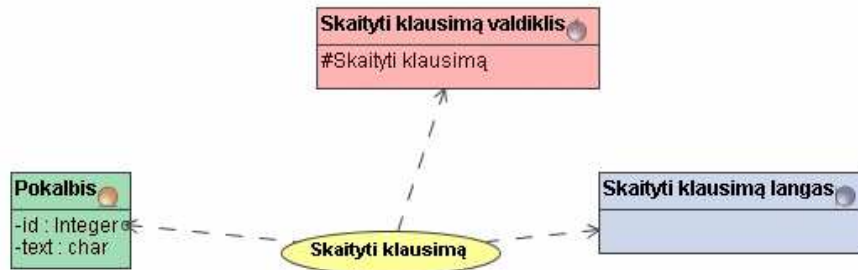 Skaityti klausimą valdiklis
#Skaityti klausimą
Pokalbis
-id : Integer
-text : char
Skaityti klausimą langas
Skaityti klausimą